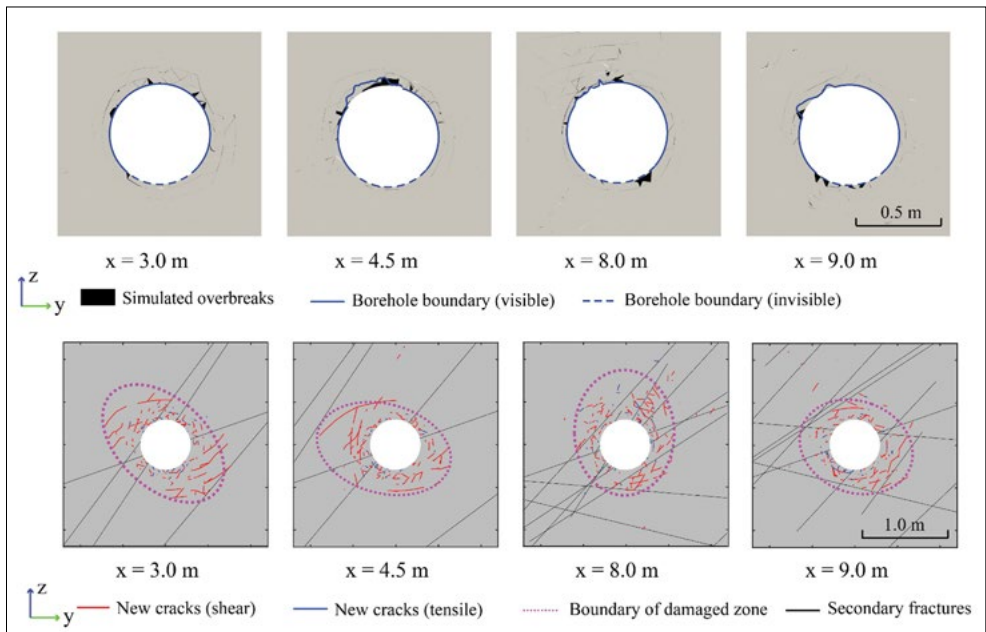 0.5 m
x = 3.0 m x = 4.5 m x = 8.0 m x = 9.0 m
z
y
Simulated overbreaks Borehole boundary (visible) Borehole boundary (invisible)
1.0 m
x = 3.0 m x = 4.5 m x = 8.0 m x = 9.0 m
z
y
New cracks (shear) New cracks (tensile) Boundary of damaged zone Secondary fractures